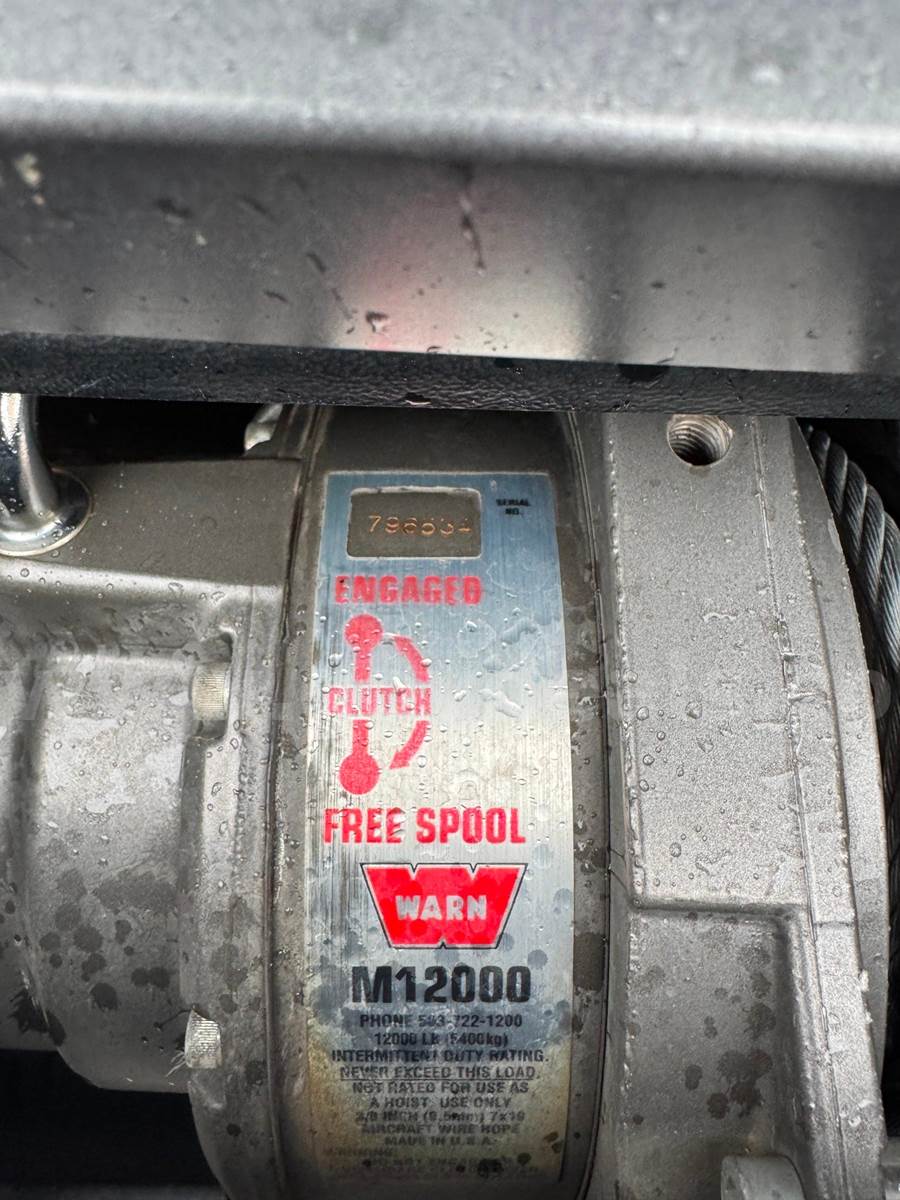 SERIAL
NO.
ENGAGED
CLUTCH
FREE SPOOL
WARN
M12000
PHONE 503-722-1200
12000 LB (5400kg)
INTERMITTENT DUTY RATING.
NEVER EXCEED THIS LOAD.
NOT RATED FOR USE AS
A HOIST. USE ONLY
3/8 INCH (9.5mm) 7x19
AIRCRAFT WIRE ROPE
MADE IN U.S.A.
WARNING: